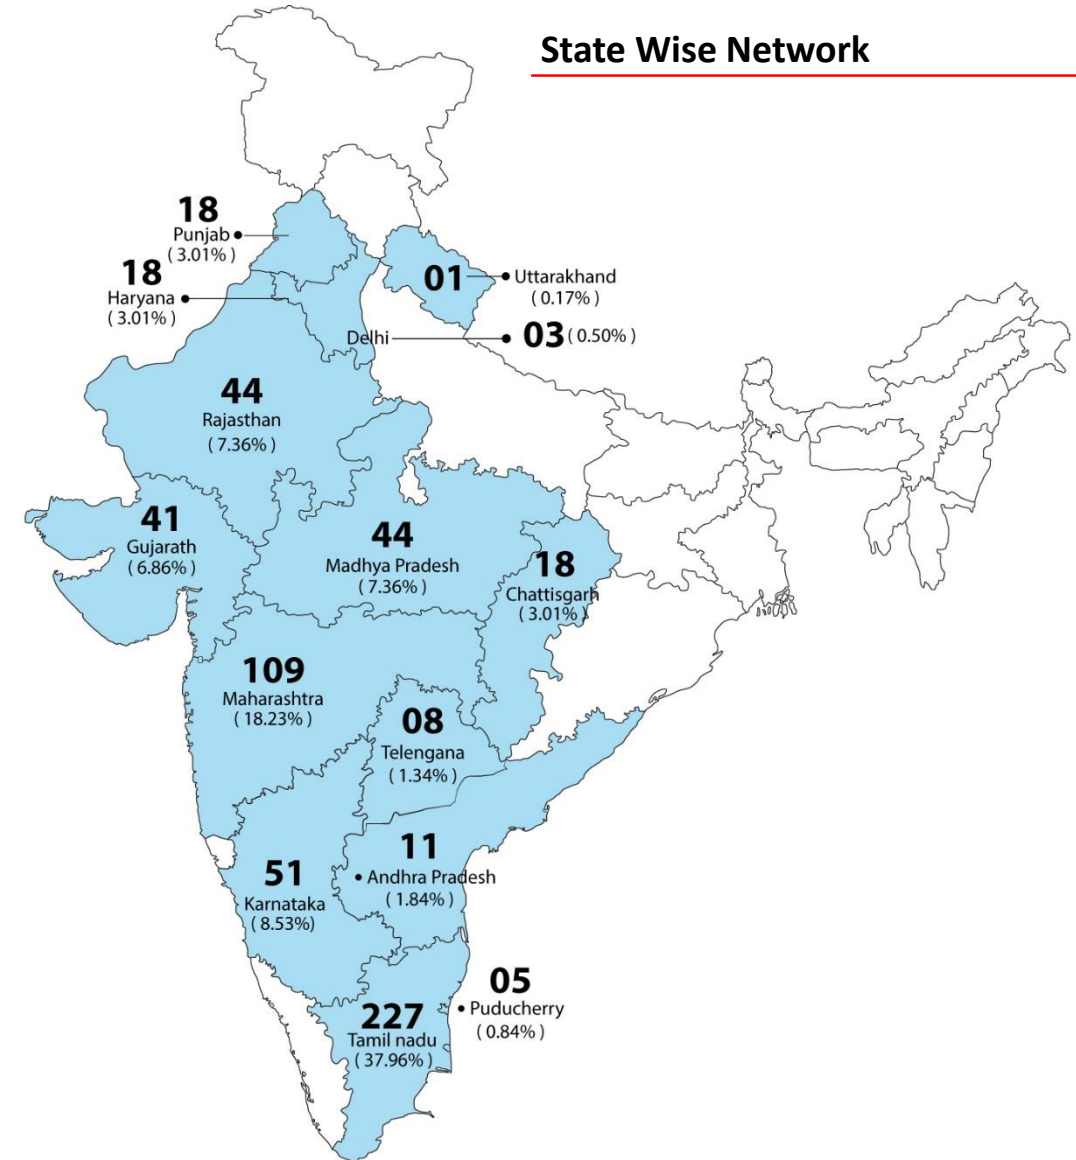 State Wise Network
18
Punjab
(3.01% )
18
Haryana
( 3.01% )
01
Uttarakhand
( 0.17% )
Delhi
03 ( 0.50% )
44
Rajasthan
( 7.36% )
41
Gujarath
( 6.86% )
44
Madhya Pradesh
( 7.36% )
18
Chattisgarh
( 3.01% )
109
Maharashtra
( 18.23% )
08
Telengana
( 1.34% )
11
Andhra Pradesh
( 1.84% )
51
Karnataka
( 8.53%)
05
Puducherry
( 0.84% )
227
Tamil nadu
( 37.96% )